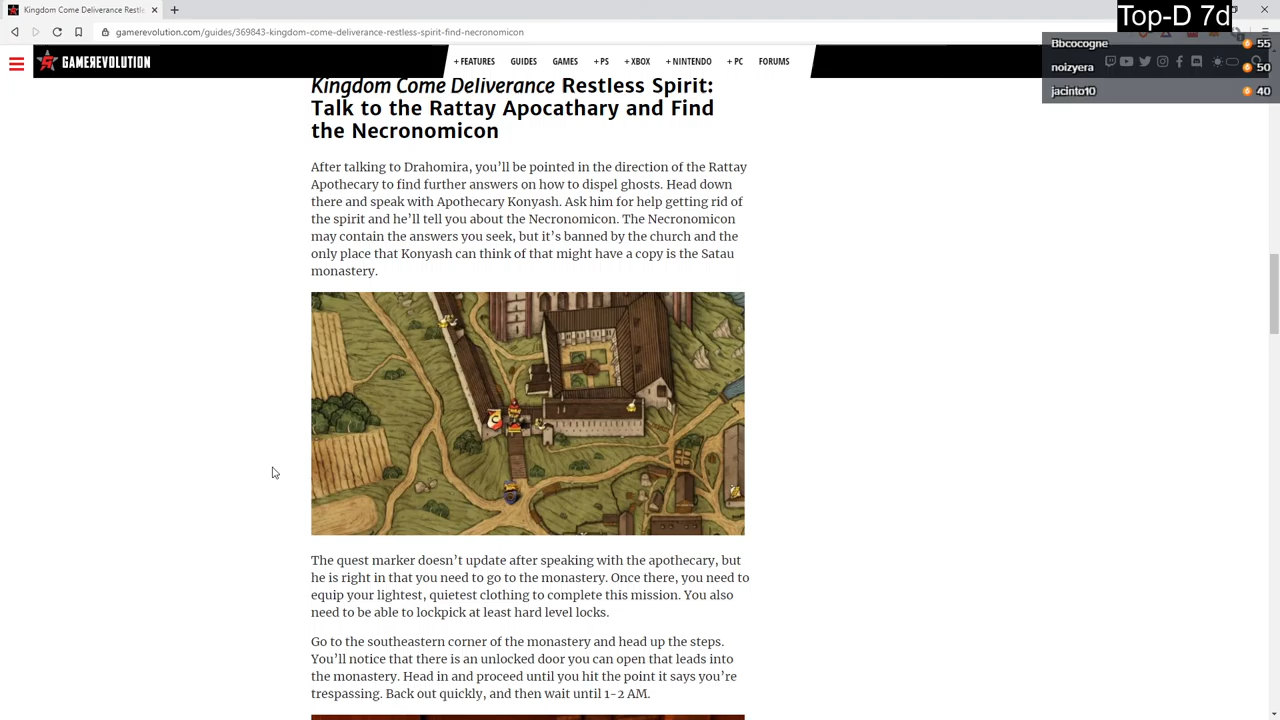 Kingdom Come Deliverance Restle
Top-D 7d
gamerevolution.com/guides/369843-kingdom-come-deliverance-restless-spirit-find-necronomicon
Bbcocogne 55
noizyera 50
jacinto10 40
GAMEREVOLUTION
+ FEATURES GUIDES GAMES + PS + XBOX + NINTENDO + PC FORUMS
Kingdom Come Deliverance Restless Spirit:
Talk to the Rattay Apocathary and Find
the Necronomicon
After talking to Drahomira, you’ll be pointed in the direction of the Rattay
Apothecary to find further answers on how to dispel ghosts. Head down
there and speak with Apothecary Konyash. Ask him for help getting rid of
the spirit and he’ll tell you about the Necronomicon. The Necronomicon
may contain the answers you seek, but it’s banned by the church and the
only place that Konyash can think of that might have a copy is the Satau
monastery.
The quest marker doesn’t update after speaking with the apothecary, but
he is right in that you need to go to the monastery. Once there, you need to
equip your lightest, quietest clothing to complete this mission. You also
need to be able to lockpick at least hard level locks.
Go to the southeastern corner of the monastery and head up the steps.
You’ll notice that there is an unlocked door you can open that leads into
the monastery. Head in and proceed until you hit the point it says you’re
trespassing. Back out quickly, and then wait until 1-2 AM.